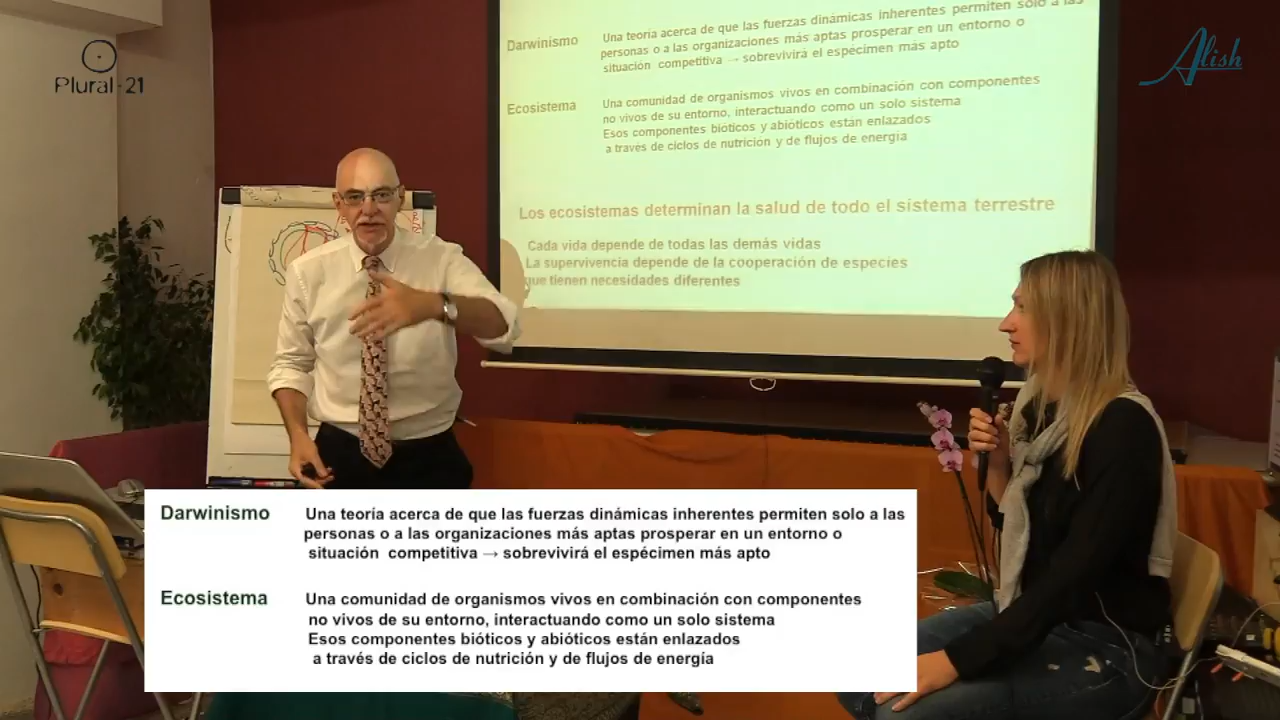 Plural-21
Alish
Darwinismo
Una teoría acerca de que las fuerzas dinámicas inherentes permiten solo a las
personas o a las organizaciones más aptas prosperar en un entorno o
situación competitiva → sobrevivirá el espécimen más apto
Ecosistema
Una comunidad de organismos vivos en combinación con componentes
no vivos de su entorno, interactuando como un solo sistema
Esos componentes bióticos y abióticos están enlazados
a través de ciclos de nutrición y de flujos de energía
Los ecosistemas determinan la salud de todo el sistema terrestre
Cada vida depende de todas las demás vidas
La supervivencia depende de la cooperación de especies
que tienen necesidades diferentes
Darwinismo
Una teoría acerca de que las fuerzas dinámicas inherentes permiten solo a las
personas o a las organizaciones más aptas prosperar en un entorno o
situación competitiva → sobrevivirá el espécimen más apto
Ecosistema
Una comunidad de organismos vivos en combinación con componentes
no vivos de su entorno, interactuando como un solo sistema
Esos componentes bióticos y abióticos están enlazados
a través de ciclos de nutrición y de flujos de energía